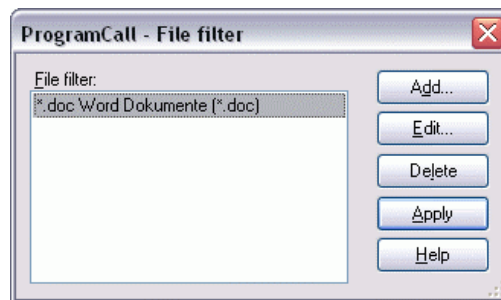 ProgramCall - File filter
File filter:
*.doc Word Dokumente (*.doc)
Add...
Edit...
Delete
Apply
Help